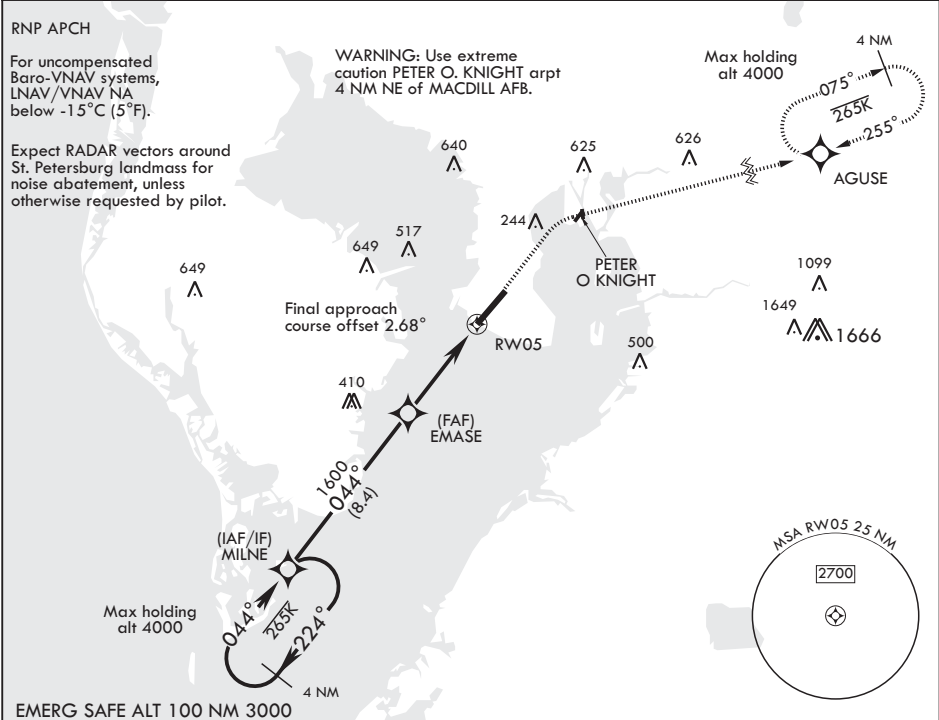 RNP APCH
For uncompensated
Baro-VNAV systems,
LNAV/VNAV NA
below -15°C (5°F).
Expect RADAR vectors around
St. Petersburg landmass for
noise abatement, unless
otherwise requested by pilot.
WARNING: Use extreme
caution PETER O. KNIGHT arpt
4 NM NE of MACDILL AFB.
Max holding
alt 4000
4 NM
075°
265K
255°
AGUSE
640
625
626
244
517
649
649
PETER
O KNIGHT
1099
1649
1666
Final approach
course offset 2.68°
RW05
500
410
(FAF)
EMASE
1600
044°
(8.4)
(IAF/IF)
MILNE
Max holding
alt 4000
044°
265K
224°
4 NM
MSA RW05 25 NM
2700
EMERG SAFE ALT 100 NM 3000